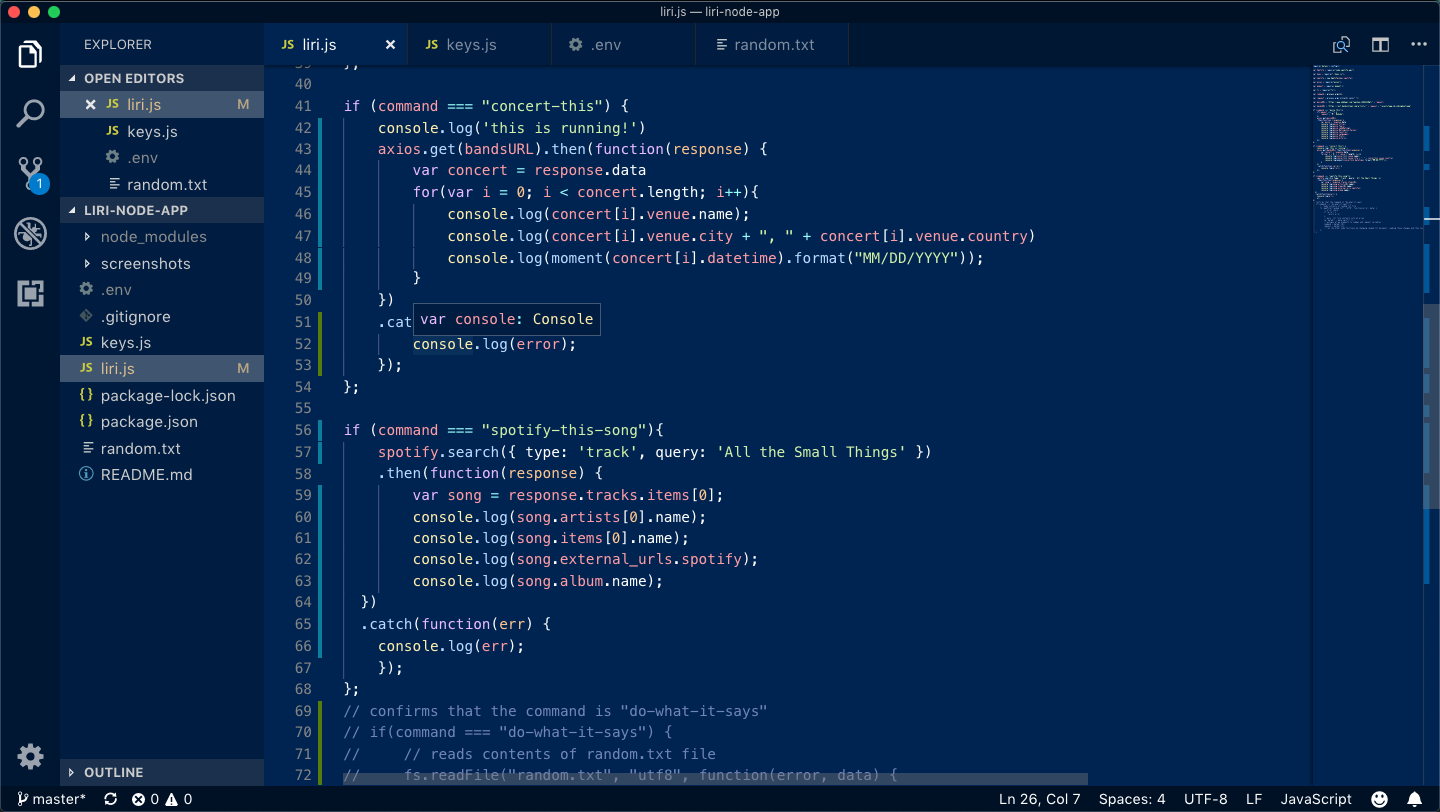 liri.js — liri-node-app
EXPLORER
OPEN EDITORS
JS liri.js M
JS keys.js
.env
random.txt
LIRI-NODE-APP
node_modules
screenshots
.env
.gitignore
JS keys.js
JS liri.js M
{} package-lock.json
{} package.json
random.txt
README.md
OUTLINE
1
JS liri.js
JS keys.js
.env
random.txt
40
41 if (command === "concert-this") {
42 console.log('this is running!')
43 axios.get(bandsURL).then(function(response) {
44 var concert = response.data
45 for(var i = 0; i < concert.length; i++){
46 console.log(concert[i].venue.name);
47 console.log(concert[i].venue.city + ", " + concert[i].venue.country)
48 console.log(moment(concert[i].datetime).format("MM/DD/YYYY"));
49 }
50 })
51 .cat
var console: Console
52 console.log(error);
53 });
54 };
55
56 if (command === "spotify-this-song"){
57 spotify.search({ type: 'track', query: 'All the Small Things' })
58 .then(function(response) {
59 var song = response.tracks.items[0];
60 console.log(song.artists[0].name);
61 console.log(song.items[0].name);
62 console.log(song.external_urls.spotify);
63 console.log(song.album.name);
64 })
65 .catch(function(err) {
66 console.log(err);
67 });
68 };
69 // confirms that the command is "do-what-it-says"
70 // if(command === "do-what-it-says") {
71 // // reads contents of random.txt file
72 // fs.readFile("random.txt", "utf8", function(error, data) {
master* 0 0
Ln 26, Col 7 Spaces: 4 UTF-8 LF JavaScript